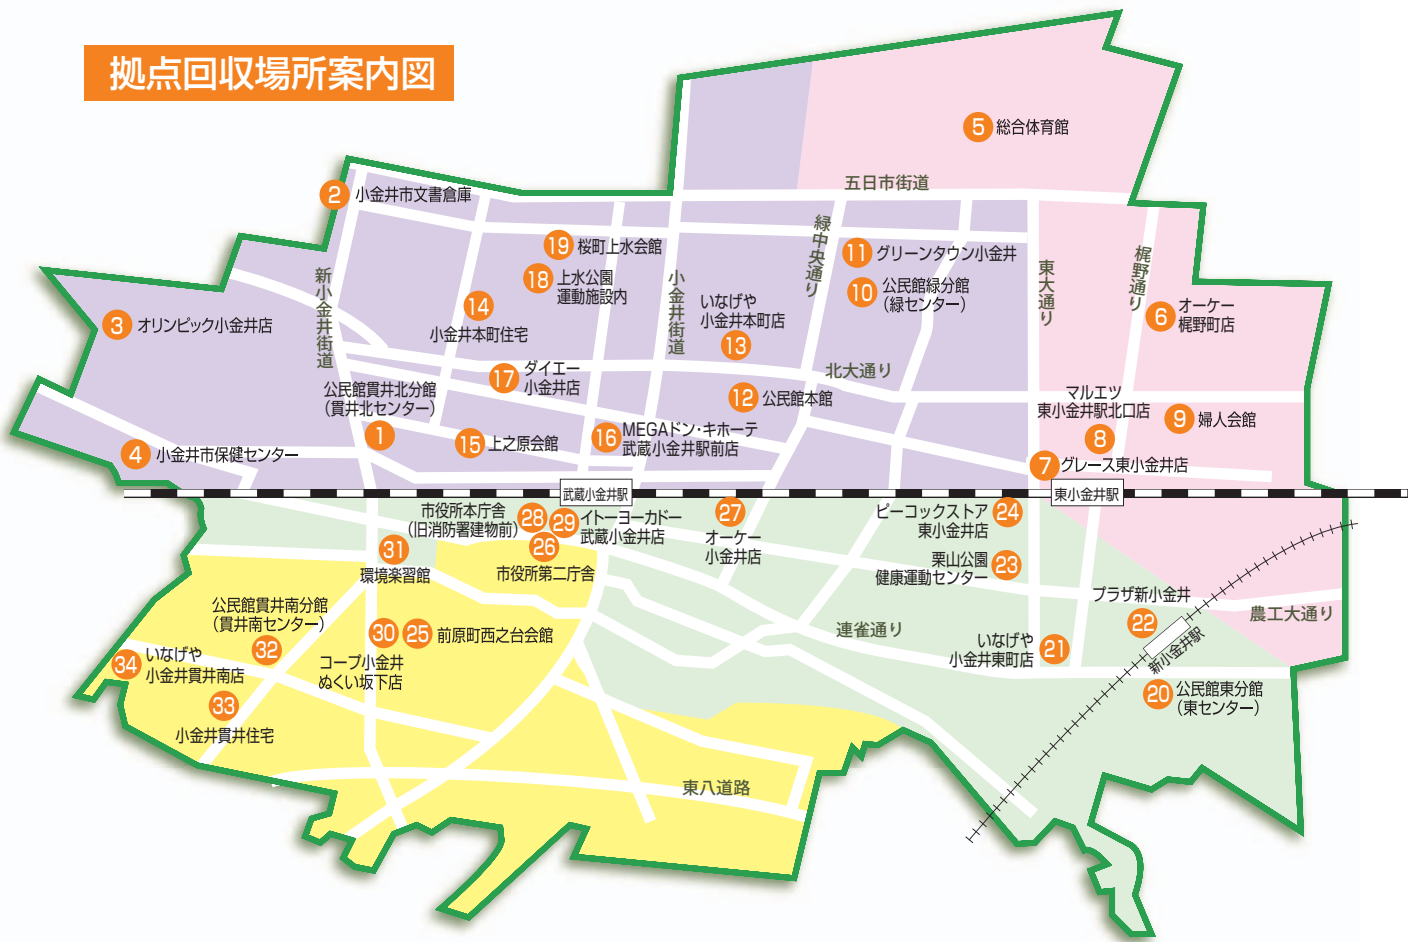 拠点回収場所案内図
5 総合体育館
五日市街道
2 小金井市文書倉庫
19 桜町上水会館
18 上水公園
運動施設内
14
小金井本町住宅
新小金井街道
小金井街道
緑中央通り
11 グリーンタウン小金井
10 公民館緑分館
(緑センター)
東大通り
梶野通り
6 オーケー
梶野町店
3 オリンピック小金井店
いなげや
小金井本町店
13
17 ダイエー
小金井店
北大通り
公民館貫井北分館
(貫井北センター)
1
12 公民館本館
マルエツ
東小金井駅北口店
8
9 婦人会館
15 上之原会館
16 MEGAドン・キホーテ
武蔵小金井駅前店
4 小金井市保健センター
7 グレース東小金井店
武蔵小金井駅
東小金井駅
市役所本庁舎
(旧消防署建物前)
28
29 イトーヨーカドー
武蔵小金井店
26
市役所第二庁舎
27
オーケー
小金井店
ピーコックストア
東小金井店
24
栗山公園
健康運動センター
23
31
環境楽習館
公民館貫井南分館
(貫井南センター)
32
30
25 前原町西之台会館
コープ小金井
ぬくい坂下店
34 いなげや
小金井貫井南店
33
小金井貫井住宅
連雀通り
プラザ新小金井
22
農工大通り
いなげや
小金井東町店
21
新小金井駅
20 公民館東分館
(東センター)
東八道路